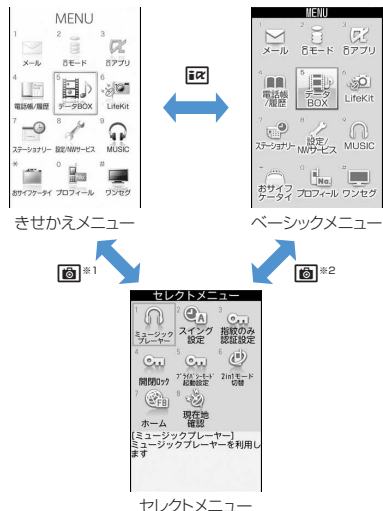 MENU
1 2 3
メール iモード iアプリ
4 5 6
電話帳/履歴 データBOX LifeKit
7 8 9
ステーショナリー 設定/NWサービス MUSIC
* 0 #
おサイフケータイ プロフィール ワンセグ
きせかえメニュー
iα
MENU
1 2 3
メール iモード iアプリ
4 5 6
電話帳 データ LifeKit
/履歴 BOX
7 8 9
ステーショナリー 設定/ MUSIC
NWサービス
* 0 #
No.
おサイフ プロフィール ワンセグ
ケータイ
ベーシックメニュー
※1
※2
セレクトメニュー
1 2 3
ミュージック スイング 指紋のみ
プレーヤー 設定 認証設定
4 5 6
開閉ロック プライバシーモード 2in1モード
起動設定 切替
7 8
FB
ホーム 現在地
確認
[ミュージックプレーヤー]
ミュージックプレーヤーを利用し
ます
セレクトメニュー